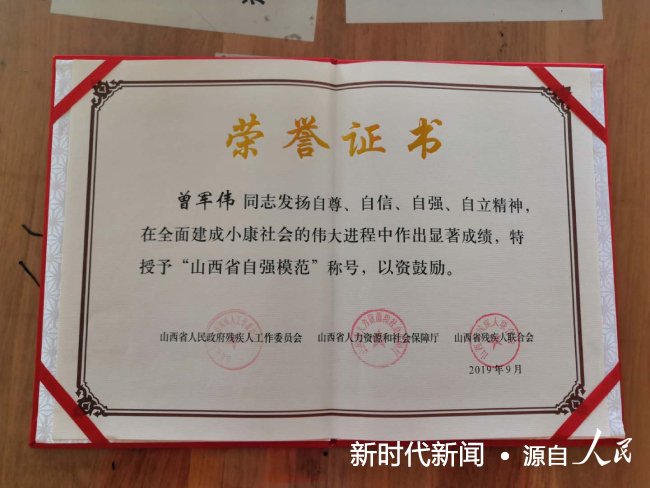 荣誉证书
曾军伟 同志发扬自尊、自信、自强、自立精神，
在全面建成小康社会的伟大进程中作出显著成绩，特
授予“山西省自强模范”称号，以资鼓励。
山西省人民政府残疾人工作委员会 山西省人力资源和社会保障厅 山西省残疾人联合会
2019年9月
新时代新闻 • 源自人民